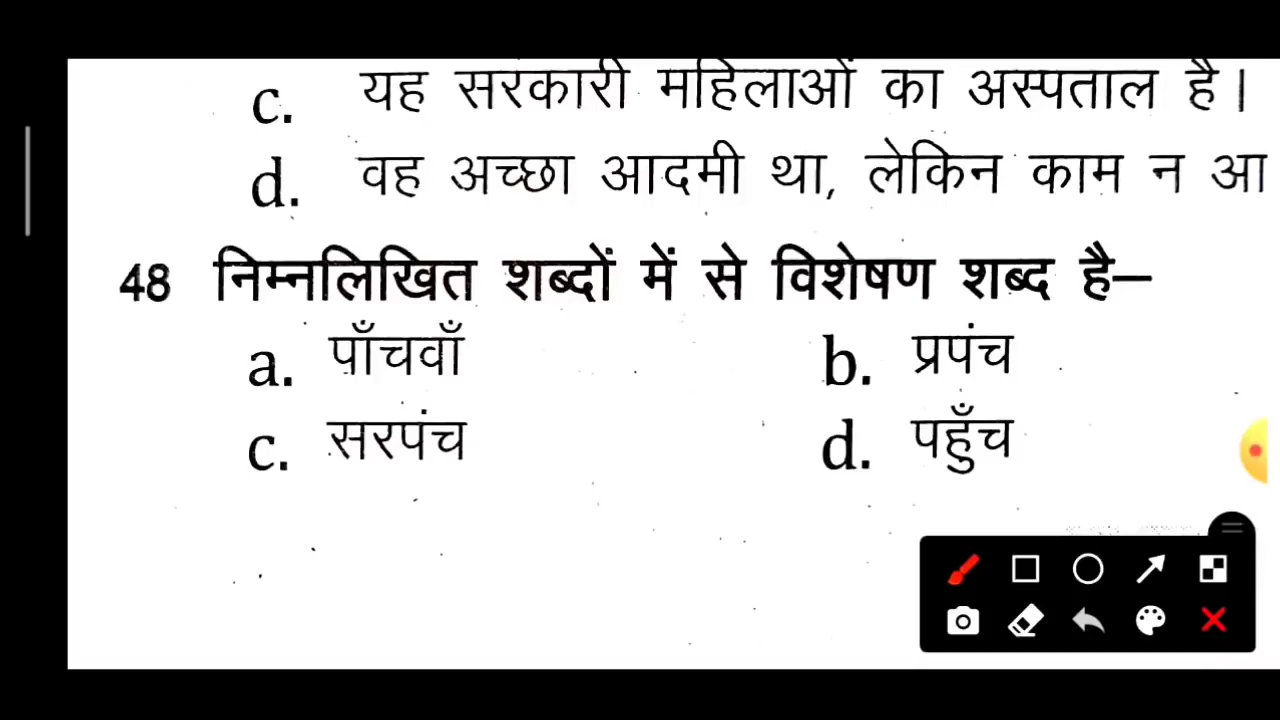 c. यह सरकारी महिलाओं का अस्पताल है।
d. वह अच्छा आदमी था, लेकिन काम न आ
48 निम्नलिखित शब्दों में से विशेषण शब्द है–
a. पाँचवाँ b. प्रपंच
c. सरपंच d. पहुँच